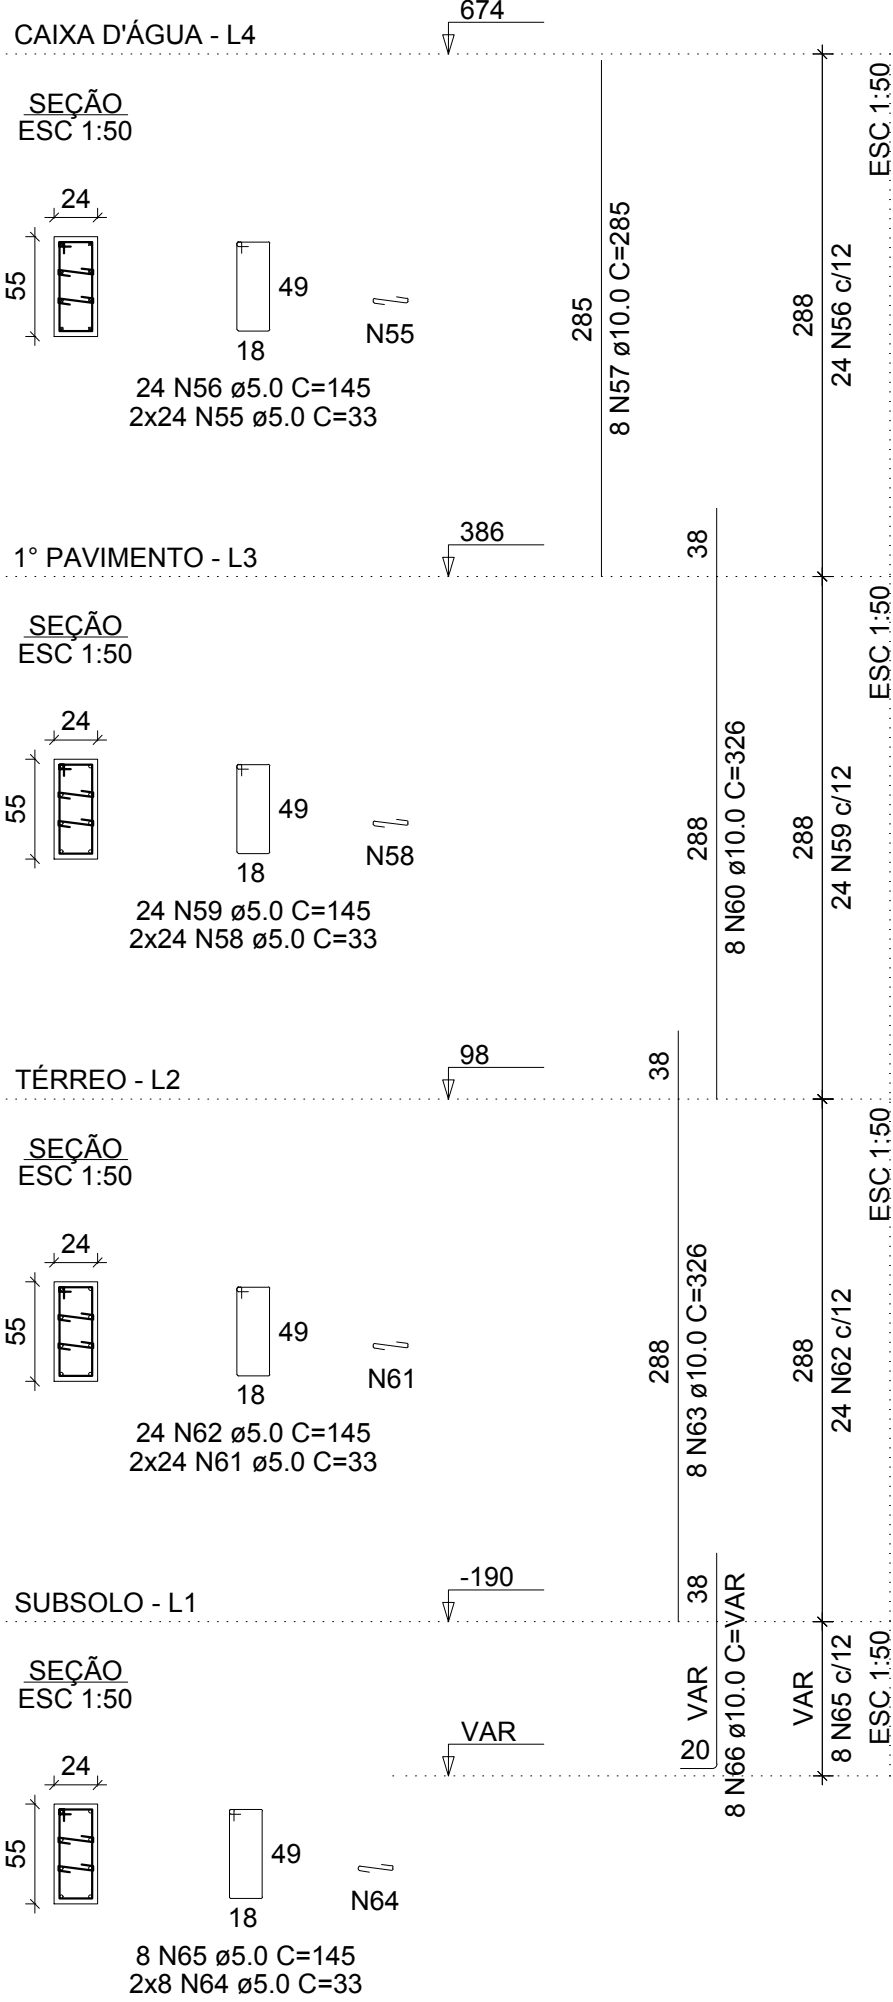 CAIXA D'ÁGUA - L4
674
SEÇÃO
ESC 1:50
24
55
49
18
N55
24 N56 ø5.0 C=145
2x24 N55 ø5.0 C=33
285
8 N57 ø10.0 C=285
288
24 N56 c/12
ESC 1:50
1° PAVIMENTO - L3
386
SEÇÃO
ESC 1:50
24
55
49
18
N58
24 N59 ø5.0 C=145
2x24 N58 ø5.0 C=33
38
288
8 N60 ø10.0 C=326
288
24 N59 c/12
ESC 1:50
TÉRREO - L2
98
SEÇÃO
ESC 1:50
24
55
49
18
N61
24 N62 ø5.0 C=145
2x24 N61 ø5.0 C=33
38
288
8 N63 ø10.0 C=326
288
24 N62 c/12
ESC 1:50
SUBSOLO - L1
-190
SEÇÃO
ESC 1:50
VAR
24
55
49
18
N64
8 N65 ø5.0 C=145
2x8 N64 ø5.0 C=33
38
VAR
20
8 N66 ø10.0 C=VAR
VAR
8 N65 c/12
ESC 1:50